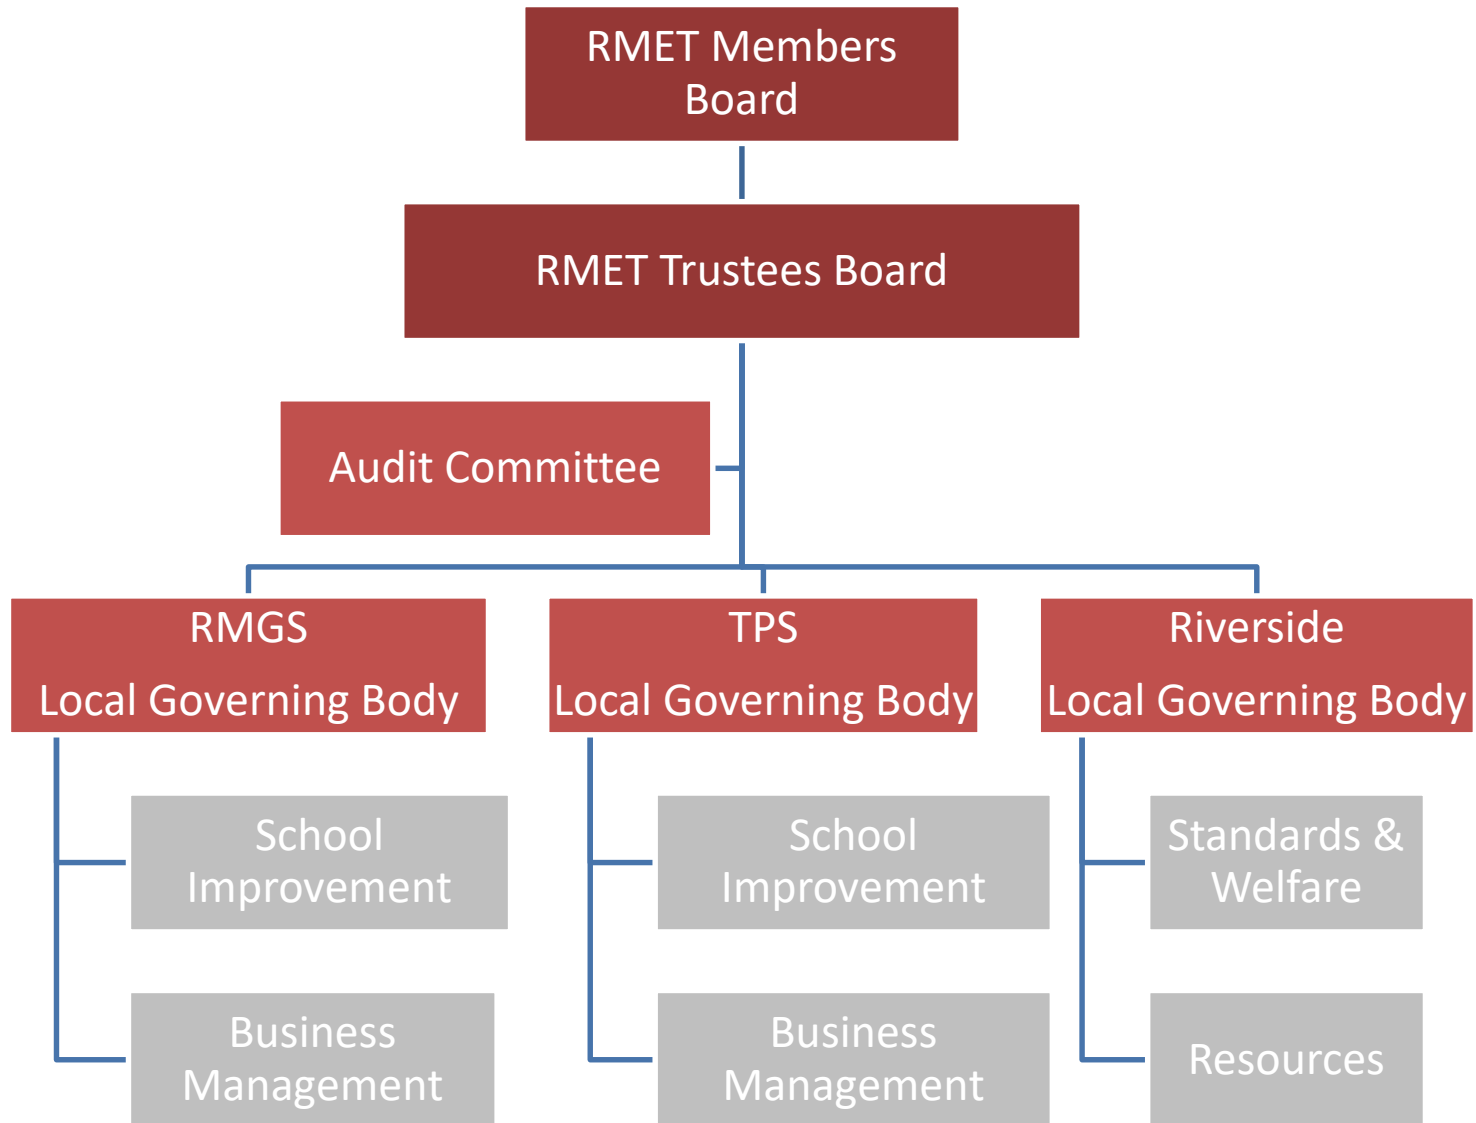 RMET Members
Board
RMET Trustees Board
Audit Committee
RMGS
Local Governing Body
TPS
Local Governing Body
Riverside
Local Governing Body
School
Improvement
School
Improvement
Standards &
Welfare
Business
Management
Business
Management
Resources